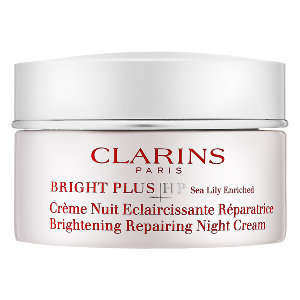 CLARINS
PARIS
BRIGHT PLUS HP Sea Lily Enriched
Crème Nuit Eclaircissante Réparatrice
Brightening Repairing Night Cream